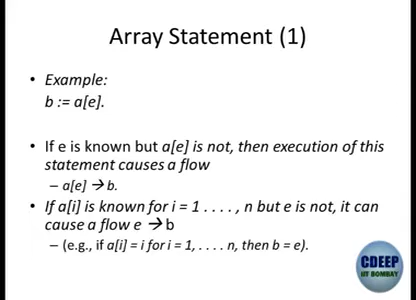 Array Statement (1)
• Example:
b := a[e].
• If e is known but a[e] is not, then execution of this
statement causes a flow
– a[e] → b.
• If a[i] is known for i = 1 . . . . , n but e is not, it can
cause a flow e → b
– (e.g., if a[i] = i for i = 1, . . . . n, then b = e).
CDEEP
IIT BOMBAY